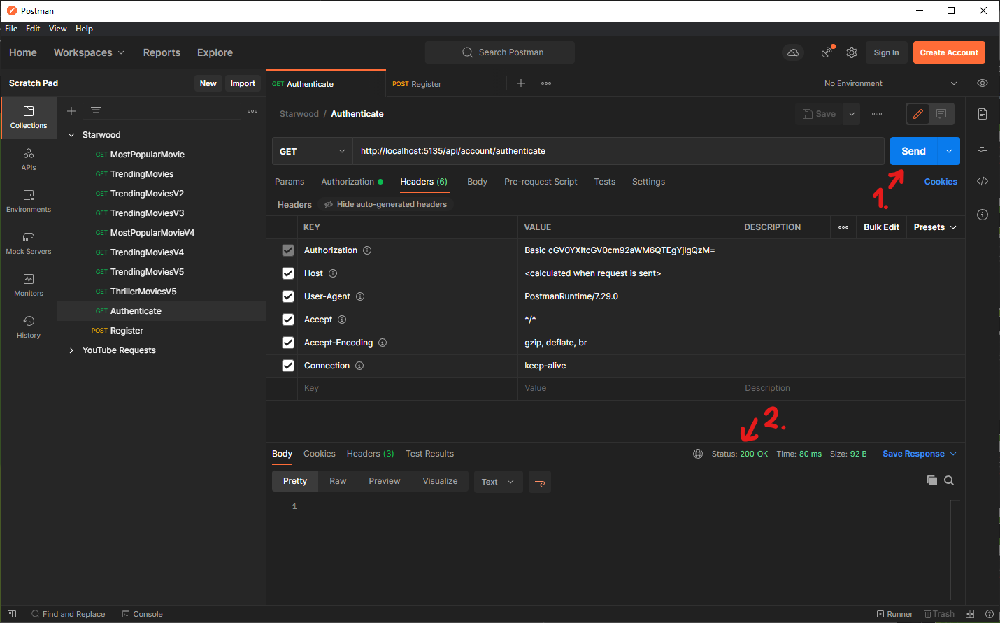 Postman
File Edit View Help
Home Workspaces Reports Explore Search Postman Sign In Create Account
Scratch Pad New Import GET Authenticate POST Register No Environment
Starwood / Authenticate Save
Collections
APIs
Environments
Mock Servers
Monitors
History
Starwood
GET MostPopularMovie
GET TrendingMovies
GET TrendingMoviesV2
GET TrendingMoviesV3
GET MostPopularMovieV4
GET TrendingMoviesV4
GET TrendingMoviesV5
GET ThrillerMoviesV5
GET Authenticate
POST Register
YouTube Requests
GET http://localhost:5135/api/account/authenticate Send
1.
Params Authorization Headers (6) Body Pre-request Script Tests Settings Cookies
Headers Hide auto-generated headers
KEY VALUE DESCRIPTION Bulk Edit Presets
Authorization Basic cGV0YXItcGV0cm92aWM6QTEgYjIgQzM=
Host <calculated when request is sent>
User-Agent PostmanRuntime/7.29.0
Accept */*
Accept-Encoding gzip, deflate, br
Connection keep-alive
Key Value Description
2.
Body Cookies Headers (3) Test Results Status: 200 OK Time: 80 ms Size: 92 B Save Response
Pretty Raw Preview Visualize Text
1
Find and Replace Console Runner Trash